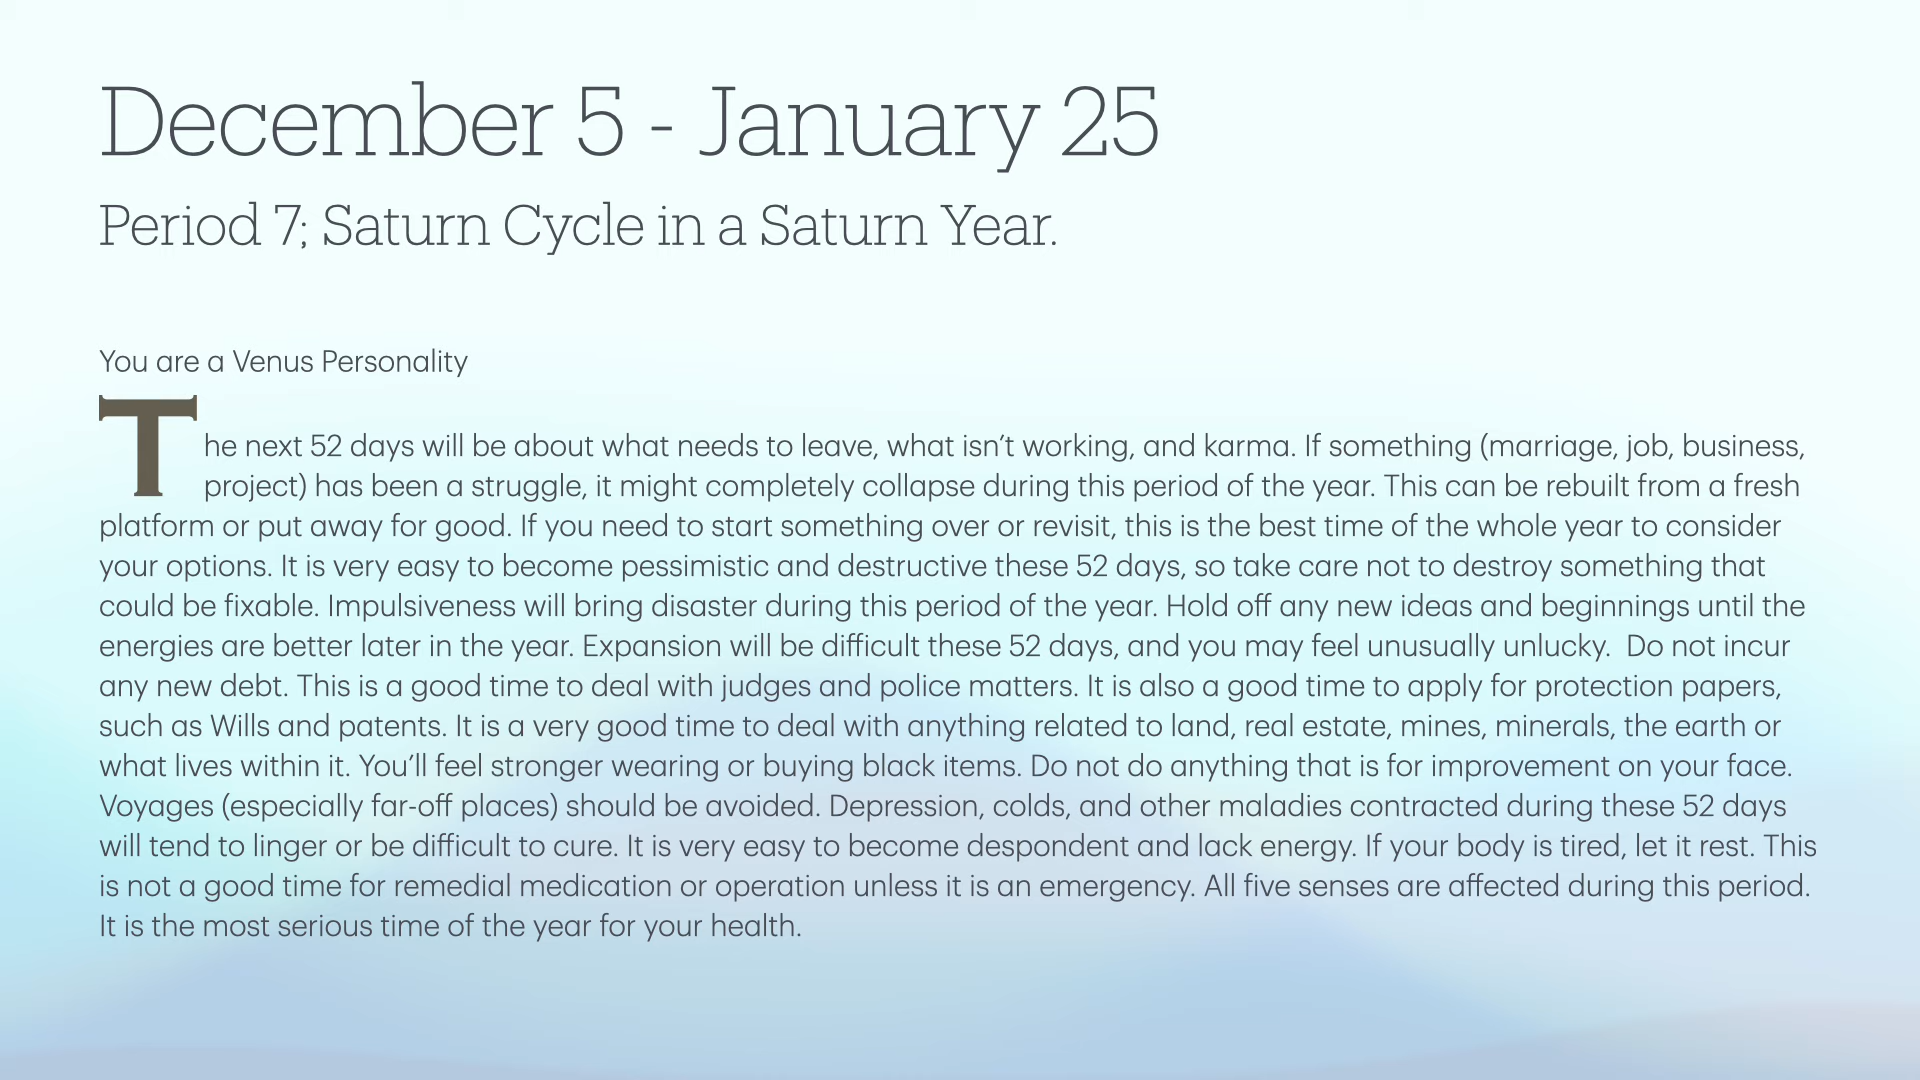 December 5 - January 25
Period 7; Saturn Cycle in a Saturn Year.
You are a Venus Personality
The next 52 days will be about what needs to leave, what isn’t working, and karma. If something (marriage, job, business,
project) has been a struggle, it might completely collapse during this period of the year. This can be rebuilt from a fresh
platform or put away for good. If you need to start something over or revisit, this is the best time of the whole year to consider
your options. It is very easy to become pessimistic and destructive these 52 days, so take care not to destroy something that
could be fixable. Impulsiveness will bring disaster during this period of the year. Hold off any new ideas and beginnings until the
energies are better later in the year. Expansion will be difficult these 52 days, and you may feel unusually unlucky.  Do not incur
any new debt. This is a good time to deal with judges and police matters. It is also a good time to apply for protection papers,
such as Wills and patents. It is a very good time to deal with anything related to land, real estate, mines, minerals, the earth or
what lives within it. You’ll feel stronger wearing or buying black items. Do not do anything that is for improvement on your face.
Voyages (especially far-off places) should be avoided. Depression, colds, and other maladies contracted during these 52 days
will tend to linger or be difficult to cure. It is very easy to become despondent and lack energy. If your body is tired, let it rest. This
is not a good time for remedial medication or operation unless it is an emergency. All five senses are affected during this period.
It is the most serious time of the year for your health.